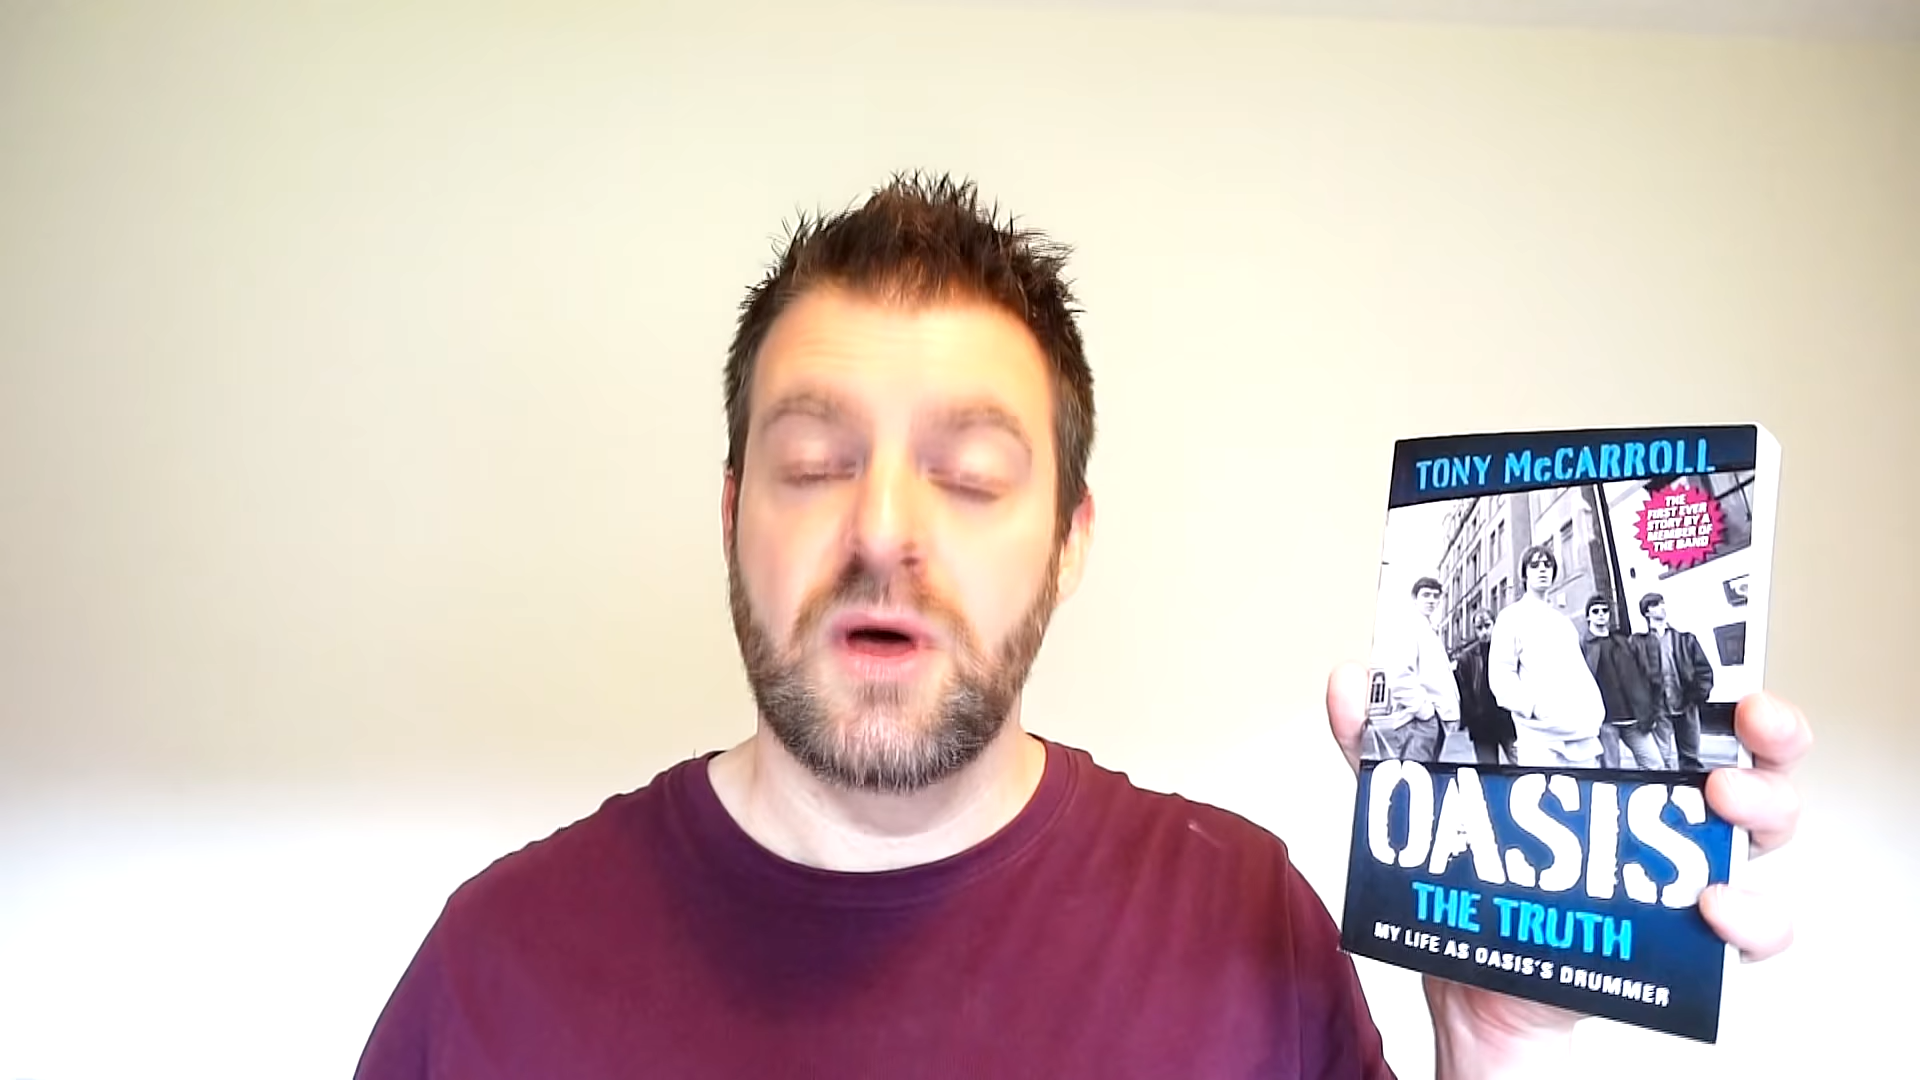 TONY McCARROLL
THE
FIRST EVER
STORY BY A
MEMBER OF
THE BAND
OASIS
THE TRUTH
MY LIFE AS OASIS'S DRUMMER